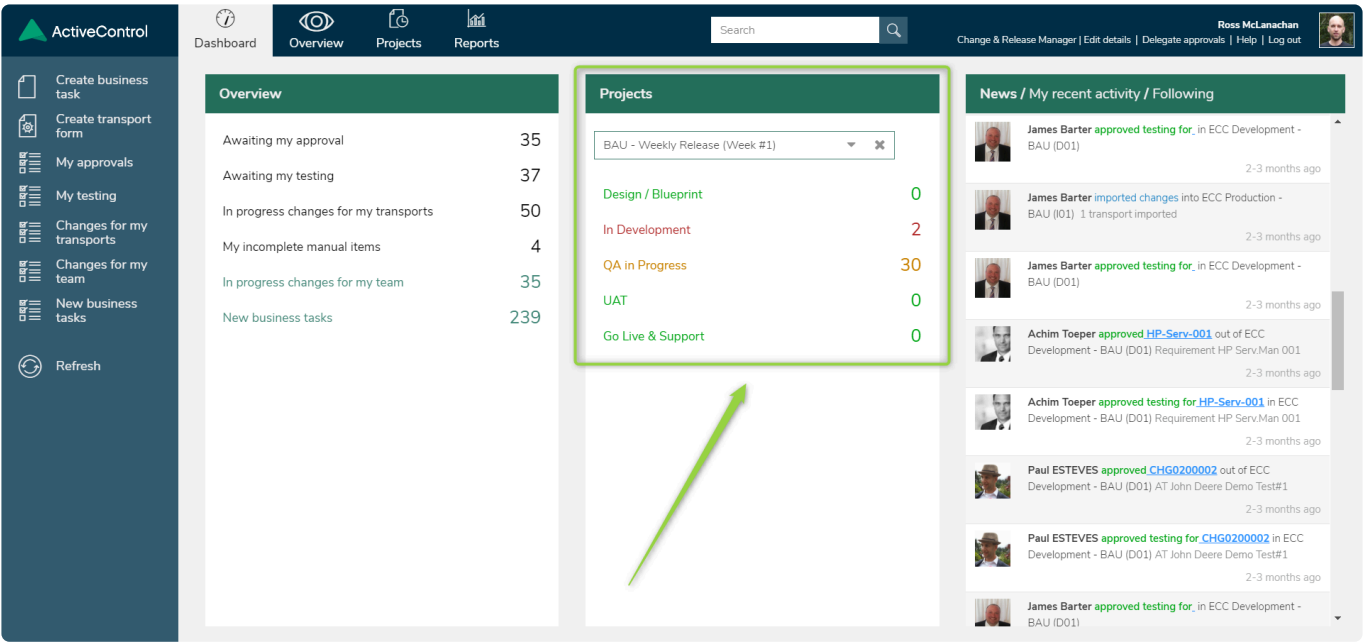 ActiveControl
Dashboard
Overview
Projects
Reports
Search
Ross McLanachan
Change & Release Manager | Edit details | Delegate approvals | Help | Log out
Create business
task
Create transport
form
My approvals
My testing
Changes for my
transports
Changes for my
team
New business
tasks
Refresh
Overview
Awaiting my approval 35
Awaiting my testing 37
In progress changes for my transports 50
My incomplete manual items 4
In progress changes for my team 35
New business tasks 239
Projects
BAU - Weekly Release (Week #1)
Design / Blueprint 0
In Development 2
QA in Progress 30
UAT 0
Go Live & Support 0
News / My recent activity / Following
James Barter approved testing for in ECC Development -
BAU (D01)
2-3 months ago
James Barter imported changes into ECC Production -
BAU (I01) 1 transport imported
2-3 months ago
James Barter approved testing for in ECC Development -
BAU (D01)
2-3 months ago
Achim Toeper approved HP-Serv-001 out of ECC
Development - BAU (D01) Requirement HP Serv.Man 001
2-3 months ago
Achim Toeper approved testing for HP-Serv-001 in ECC
Development - BAU (D01) Requirement HP Serv.Man 001
2-3 months ago
Paul ESTEVES approved CHG0200002 out of ECC
Development - BAU (D01) AT John Deere Demo Test#1
2-3 months ago
Paul ESTEVES approved testing for CHG0200002 in ECC
Development - BAU (D01) AT John Deere Demo Test#1
2-3 months ago
James Barter approved testing for in ECC Development -
BAU (D01)